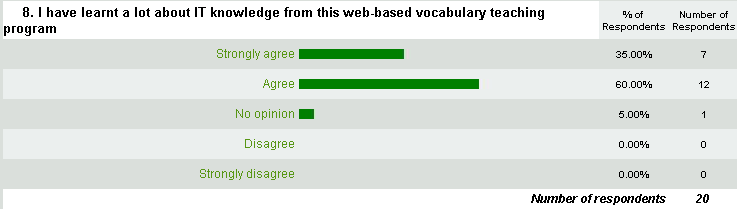 8. I have learnt a lot about IT knowledge from this web-based vocabulary teaching
program
% of
Respondents
Number of
Respondents
Strongly agree 35.00% 7
Agree 60.00% 12
No opinion 5.00% 1
Disagree 0.00% 0
Strongly disagree 0.00% 0
Number of respondents 20